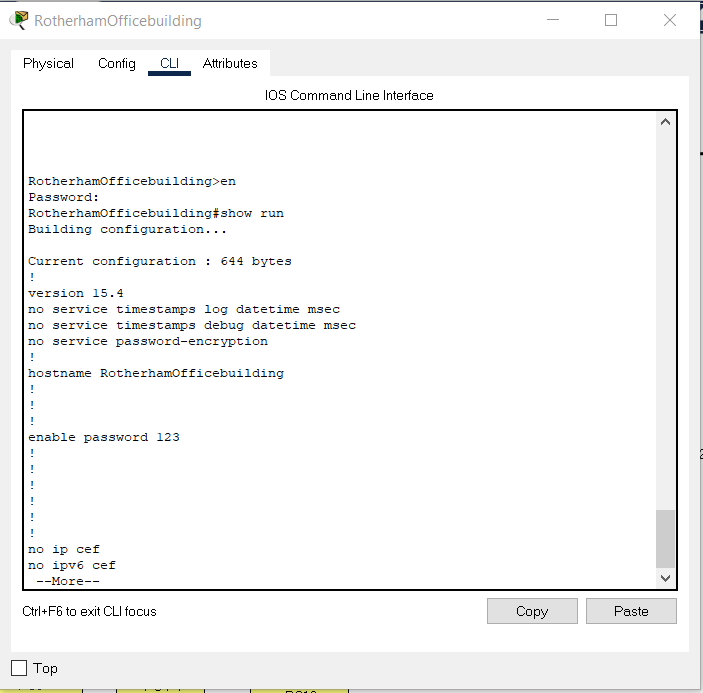 RotherhamOfficebuilding
Physical Config CLI Attributes
IOS Command Line Interface
RotherhamOfficebuilding>en
Password:
RotherhamOfficebuilding#show run
Building configuration...
Current configuration : 644 bytes
!
version 15.4
no service timestamps log datetime msec
no service timestamps debug datetime msec
no service password-encryption
!
hostname RotherhamOfficebuilding
!
!
!
enable password 123
!
!
!
!
!
!
no ip cef
no ipv6 cef
--More--
Ctrl+F6 to exit CLI focus
Copy Paste
Top